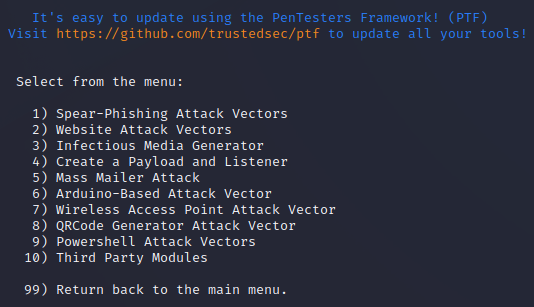 It's easy to update using the PenTesters Framework! (PTF)
Visit https://github.com/trustedsec/ptf to update all your tools!
Select from the menu:
1) Spear-Phishing Attack Vectors
2) Website Attack Vectors
3) Infectious Media Generator
4) Create a Payload and Listener
5) Mass Mailer Attack
6) Arduino-Based Attack Vector
7) Wireless Access Point Attack Vector
8) QRCode Generator Attack Vector
9) Powershell Attack Vectors
10) Third Party Modules
99) Return back to the main menu.